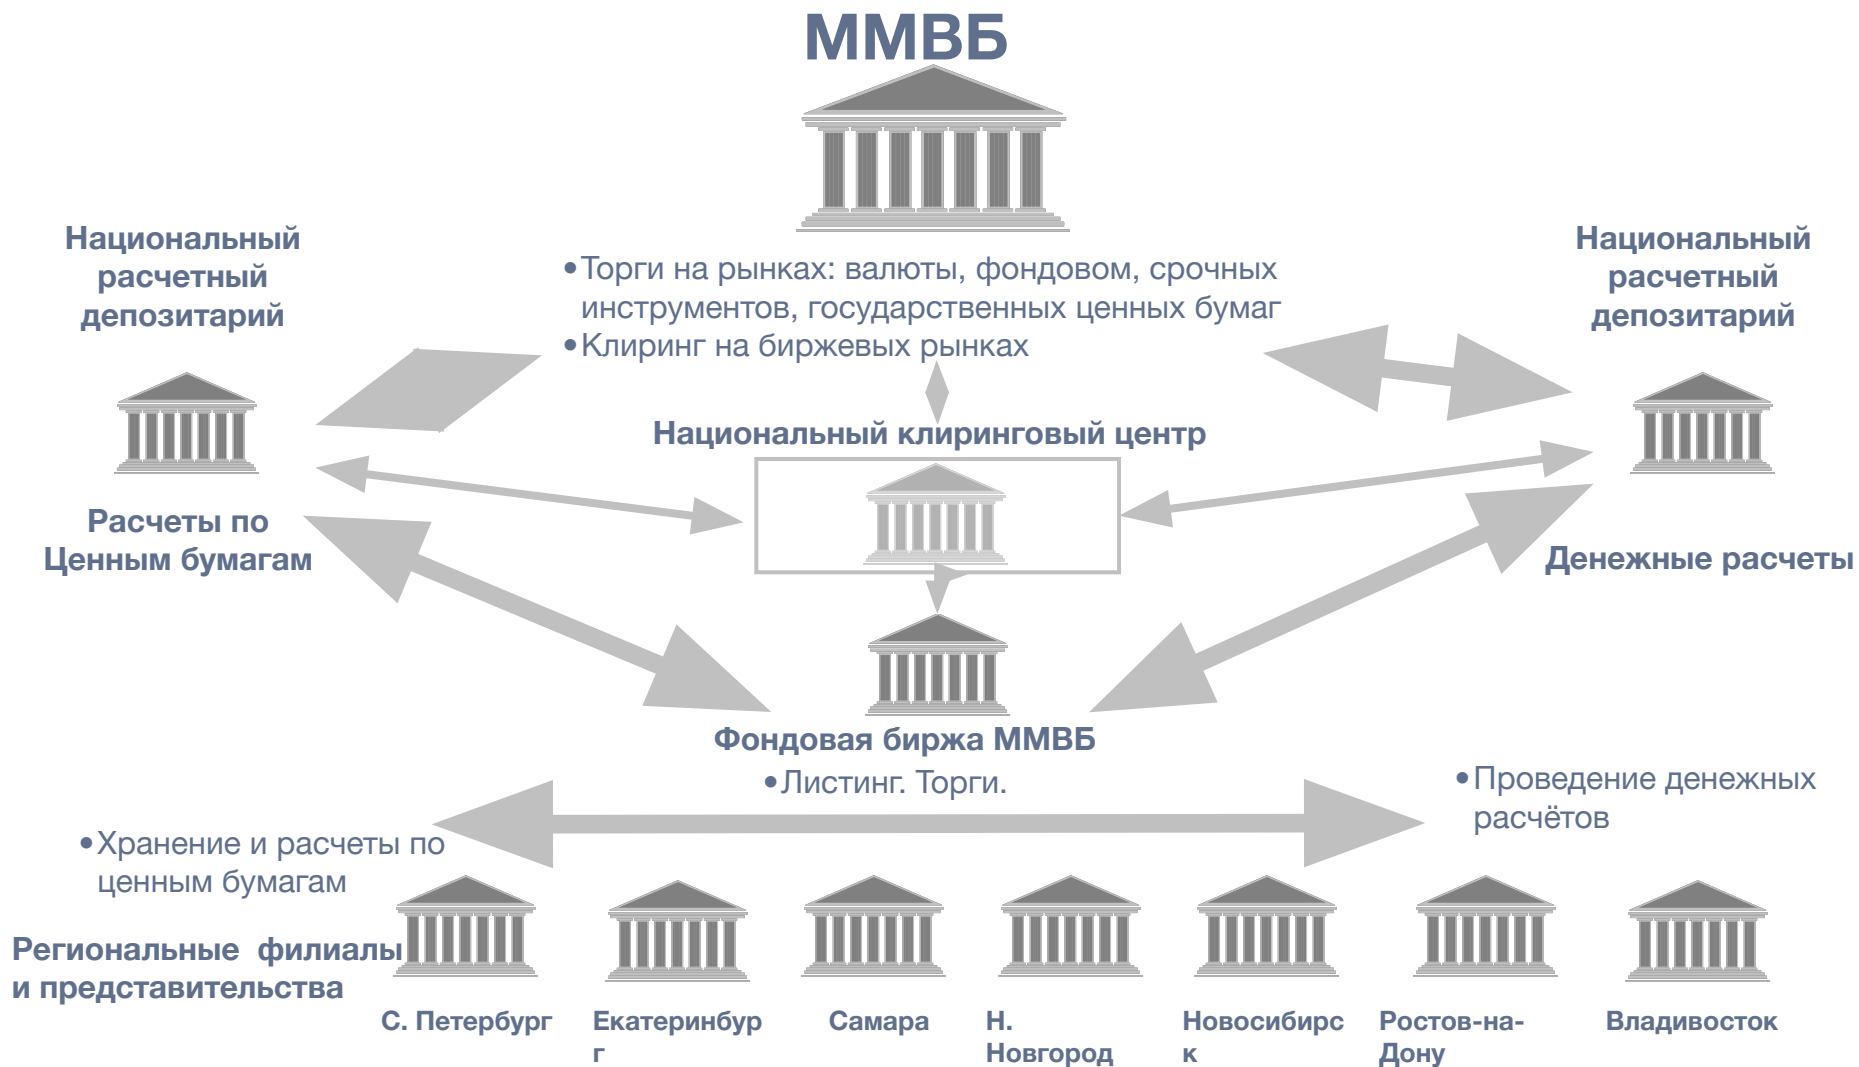 ММВБ
Национальный
расчетный
депозитарий
•Торги на рынках: валюты, фондовом, срочных
инструментов, государственных ценных бумаг
•Клиринг на биржевых рынках
Национальный
расчетный
депозитарий
Национальный клиринговый центр
Расчеты по
Ценным бумагам
Денежные расчеты
Фондовая биржа ММВБ
•Листинг. Торги.
•Проведение денежных
расчётов
•Хранение и расчеты по
ценным бумагам
Региональные филиалы
и представительства
С. Петербург
Екатеринбур
г
Самара
Н.
Новгород
Новосибирс
к
Ростов-на-
Дону
Владивосток